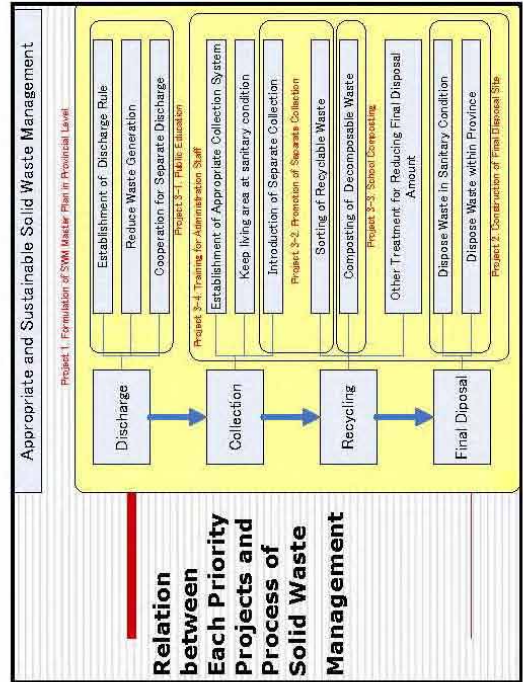 Relation
between
Each Priority
Projects and
Process of
Solid Waste
Management
Appropriate and Sustainable Solid Waste Management
Project 1. Formulation of SWM Master Plan in Provincial Level
Discharge
Establishment of Discharge Rule
Reduce Waste Generation
Cooperation for Separate Discharge
Project 3-1. Public Education
Project 3-4. Training for Administration Staff
Collection
Establishment of Appropriate Collection System
Keep living area at sanitary condition
Introduction of Separate Collection
Project 3-2. Promotion of Separate Collection
Recycling
Sorting of Recyclable Waste
Composting of Decomposable Waste
Project 3-3. School Composting
Other Treatment for Reducing Final Disposal
Amount
Final Diposal
Dispose Waste in Sanitary Condition
Dispose Waste within Province
Project 2. Construction of Final Disposal Site